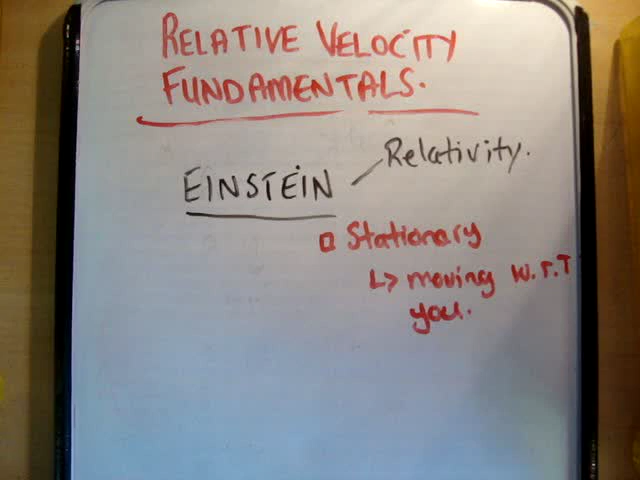 RELATIVE VELOCITY
FUNDAMENTALS.
EINSTEIN
Relativity.
Stationary
↳ moving W.r.T
you.